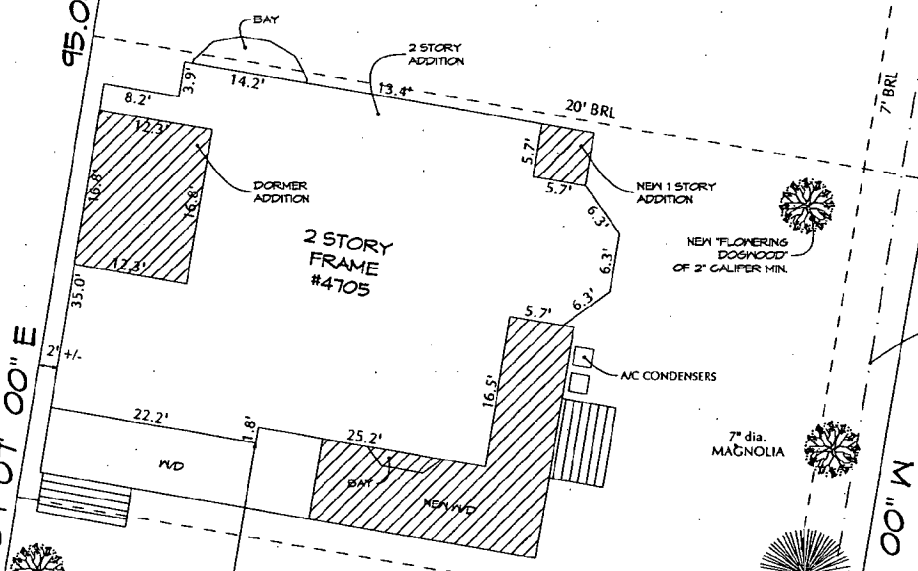 95.0
BAY
2 STORY
ADDITION
3.9'
14.2'
13.4'
8.2'
12.3'
20' BRL
7' BRL
16.8'
16.8'
DORMER
ADDITION
5.7'
5.7'
NEW 1 STORY
ADDITION
6.3'
6.3'
6.3'
NEW "FLOWERING
DOGWOOD"
OF 2" CALIPER MIN.
2 STORY
FRAME
#4705
12.3'
35.0'
5.7'
2' +/-
A/C CONDENSERS
16.5'
22.2'
1.8'
25.2'
7" dia.
MAGNOLIA
WD
BAY
NEW WD
00" E
00" W